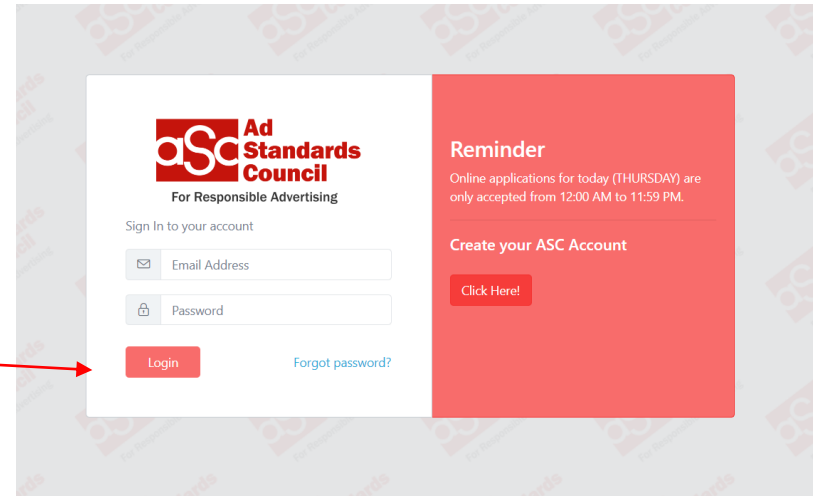 asc Ad
Standards
Council
For Responsible Advertising
Sign In to your account
Email Address
Password
Login
Forgot password?
Reminder
Online applications for today (THURSDAY) are
only accepted from 12:00 AM to 11:59 PM.
Create your ASC Account
Click Here!